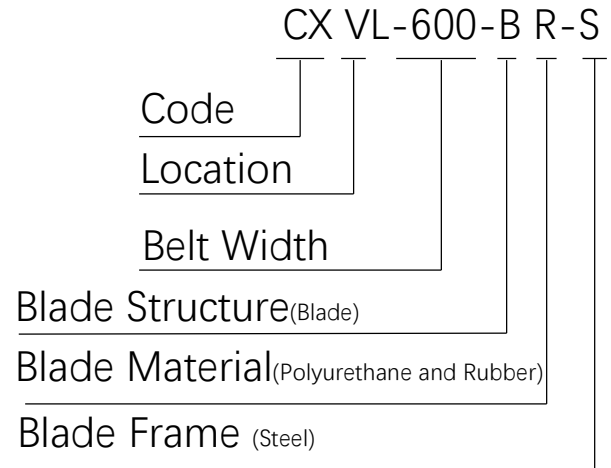 CX VL-600-B R-S
Code
Location
Belt Width
Blade Structure(Blade)
Blade Material(Polyurethane and Rubber)
Blade Frame (Steel)